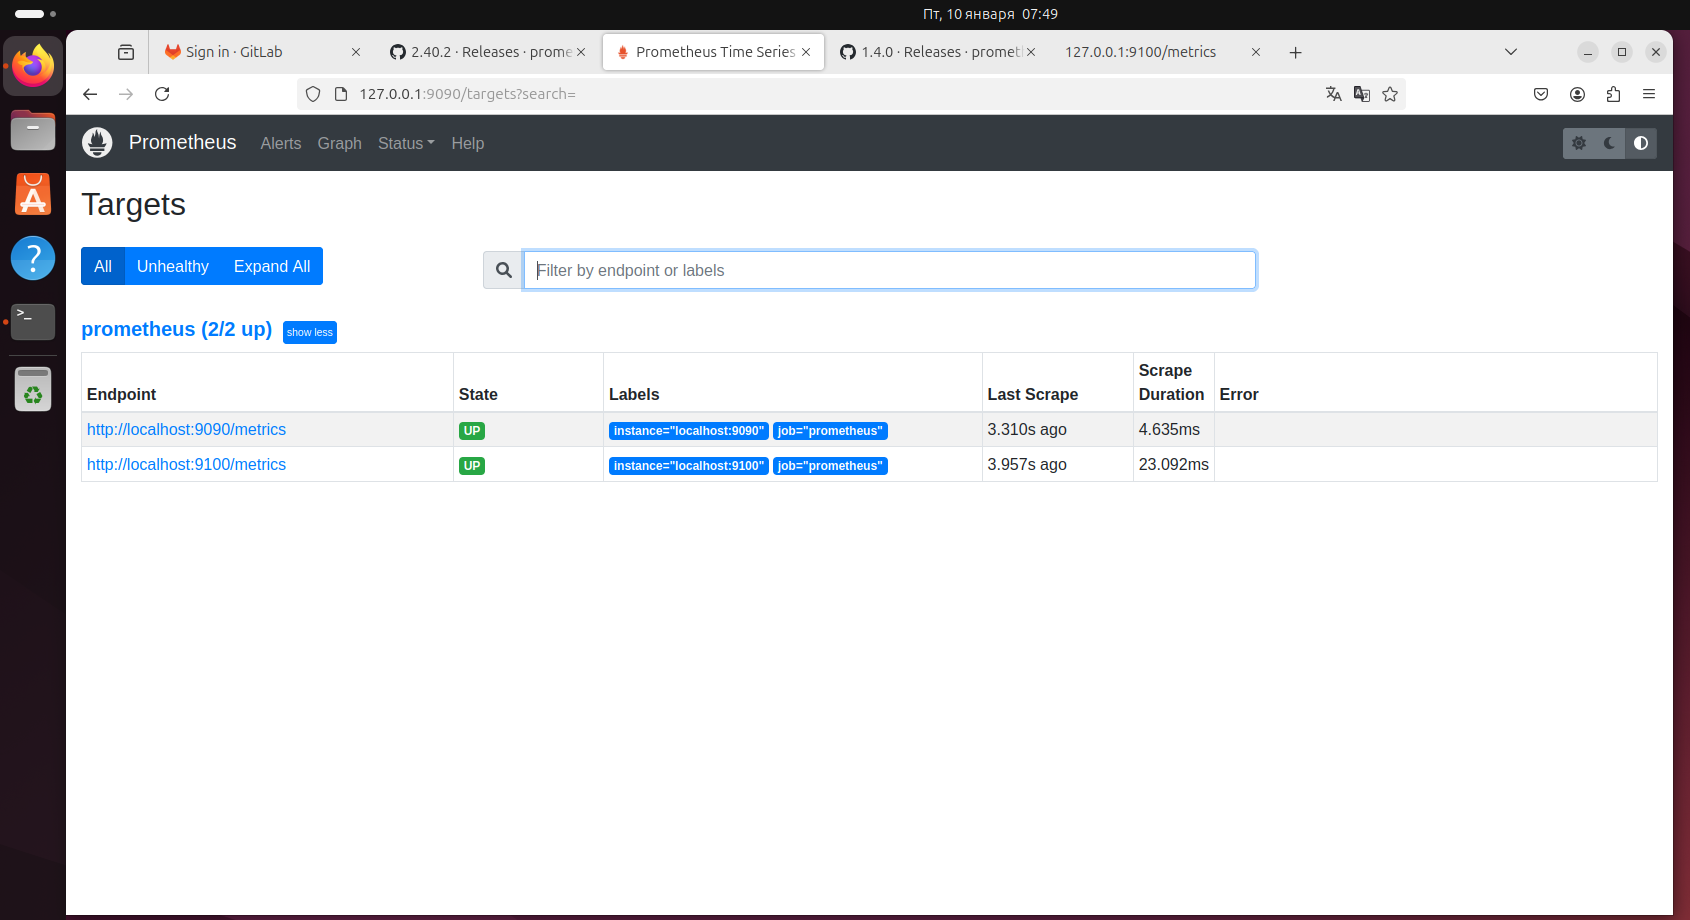 Пт, 10 января 07:49
Sign in · GitLab
2.40.2 · Releases · prome
Prometheus Time Series
1.4.0 · Releases · promet
127.0.0.1:9100/metrics
127.0.0.1:9090/targets?search=
Prometheus Alerts Graph Status Help
Targets
All Unhealthy Expand All
Filter by endpoint or labels
prometheus (2/2 up) show less
Endpoint State Labels Last Scrape Scrape Duration Error
http://localhost:9090/metrics UP instance="localhost:9090" job="prometheus" 3.310s ago 4.635ms
http://localhost:9100/metrics UP instance="localhost:9100" job="prometheus" 3.957s ago 23.092ms